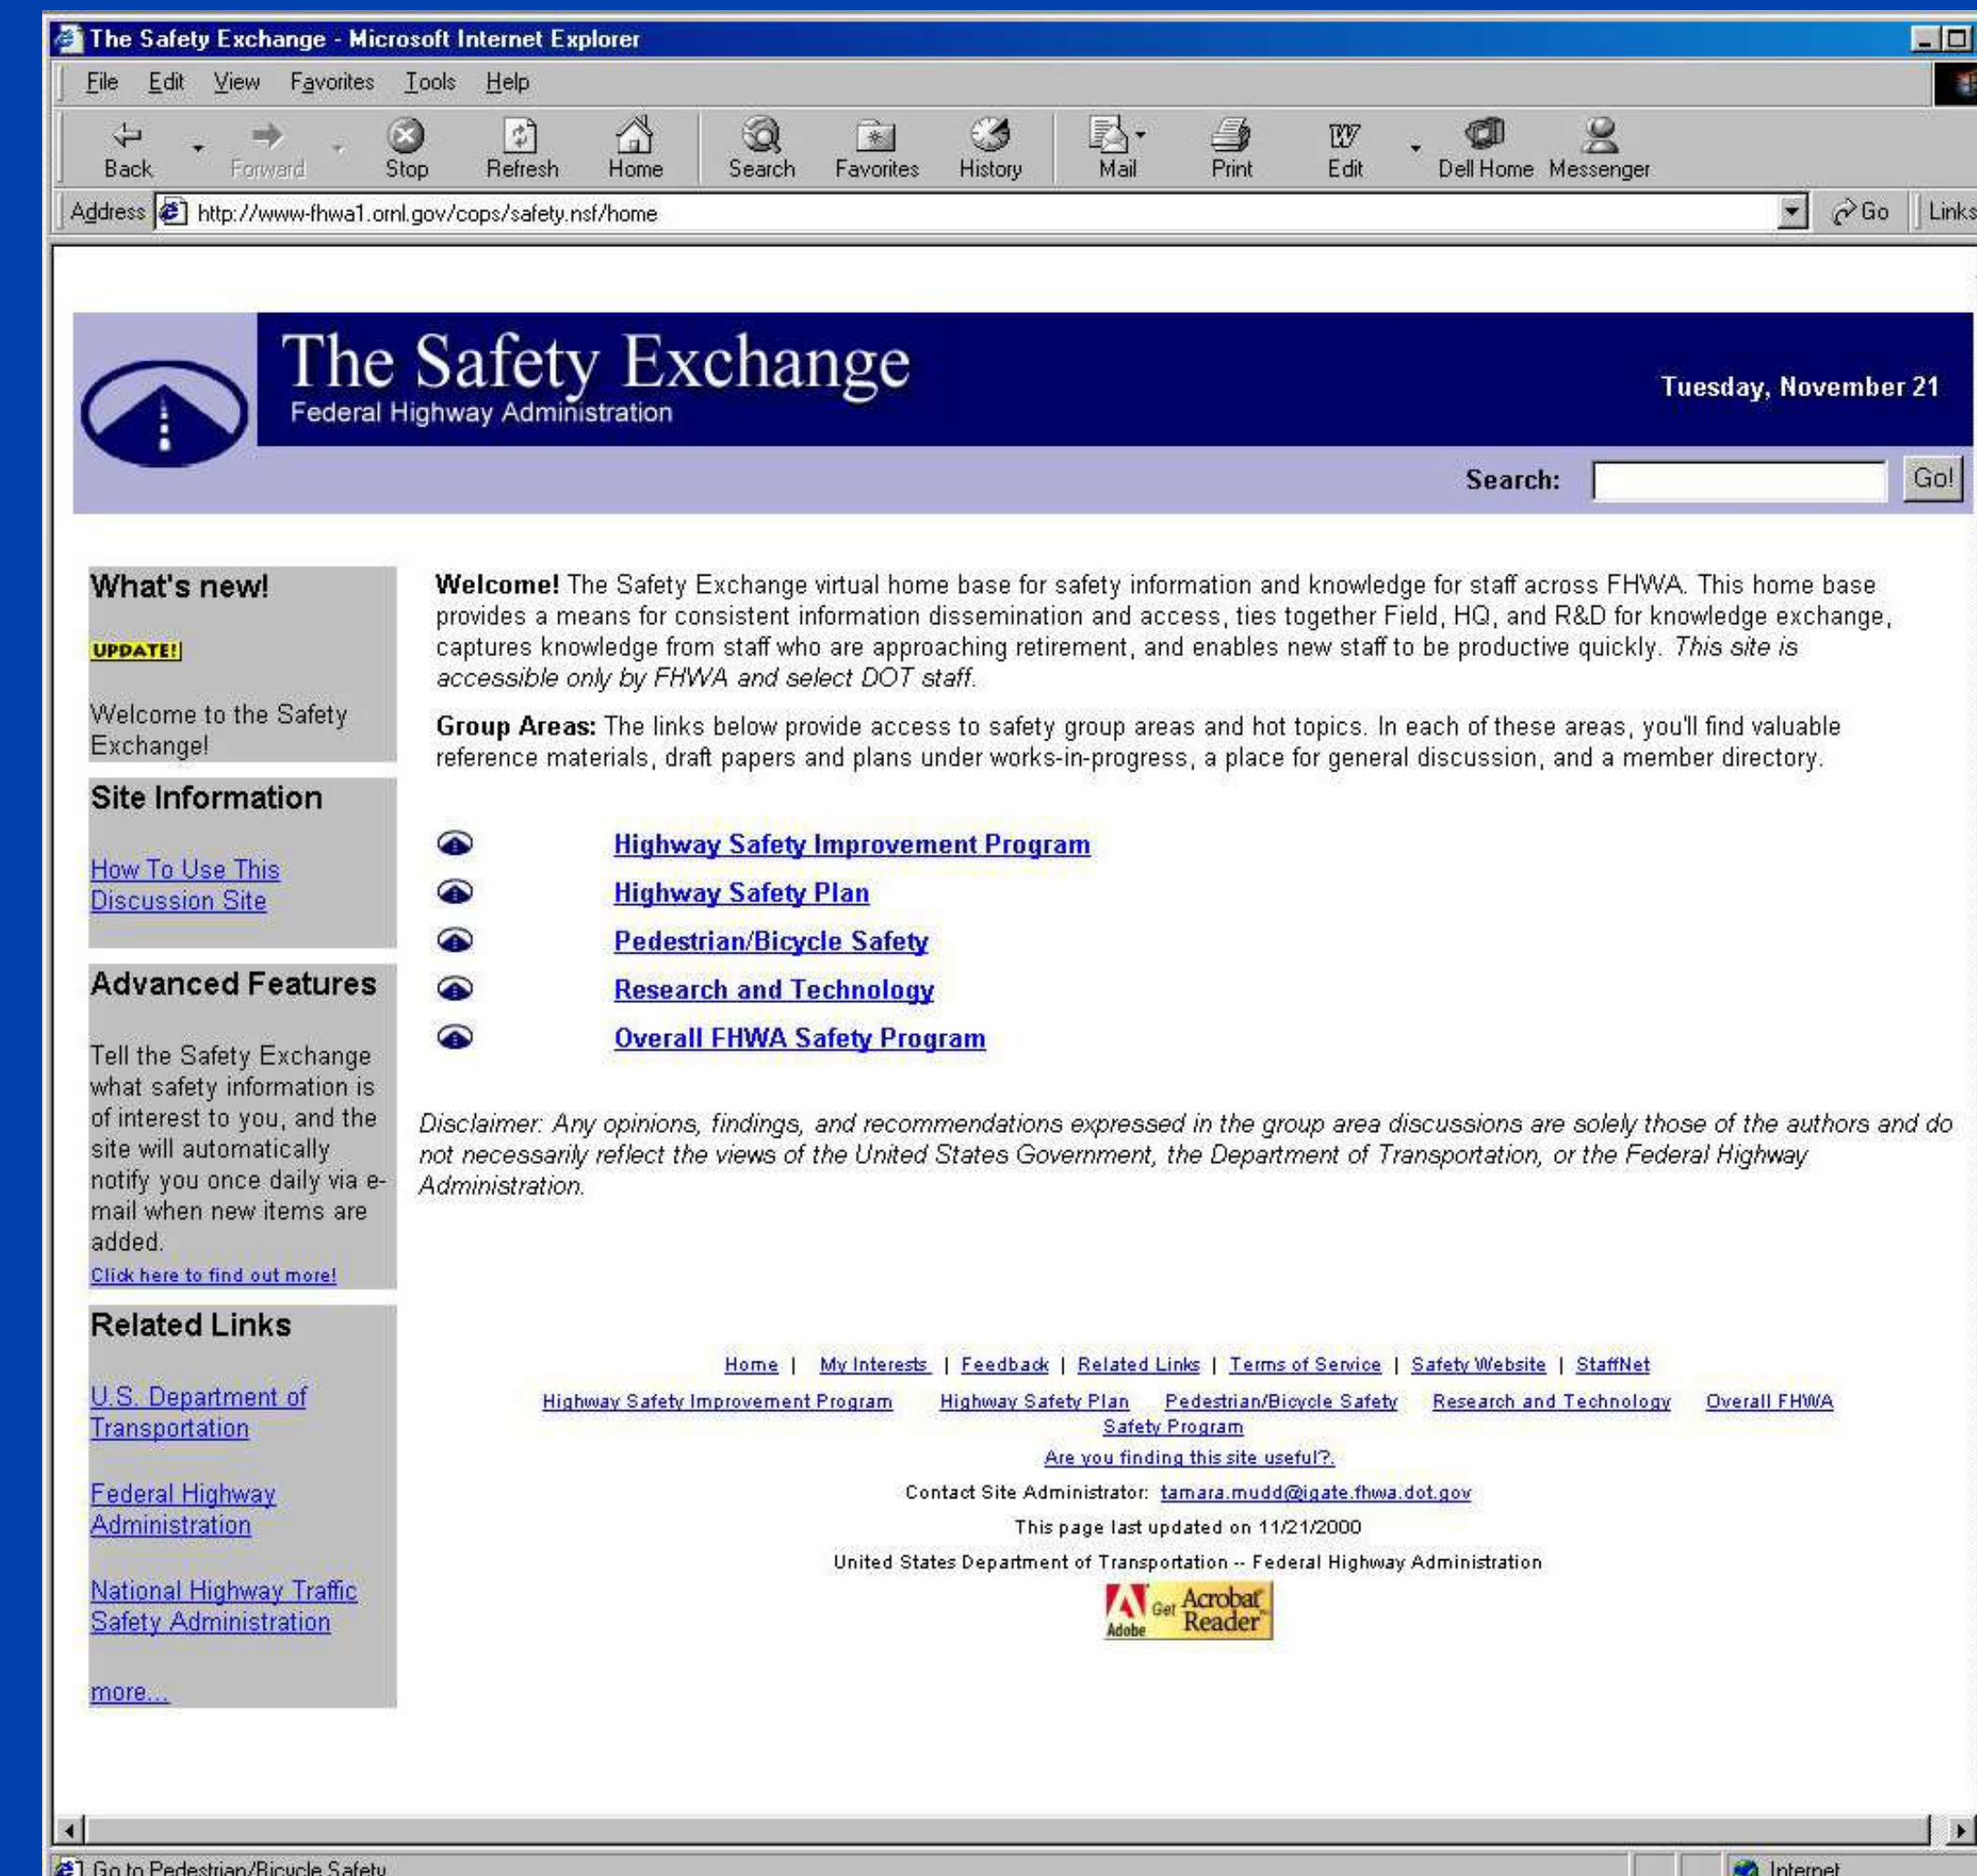 The Safety Exchange - Microsoft Internet Explorer
File Edit View Favorites Tools Help
Back Forward Stop Refresh Home Search Favorites History Mail Print Edit Dell Home Messenger
Address http://www-fhwa1.ornl.gov/cops/safety.nsf/home Go Links
The Safety Exchange
Federal Highway Administration
Tuesday, November 21
Search: Go!
What's new!
UPDATE!
Welcome to the Safety
Exchange!
Site Information
How To Use This
Discussion Site
Advanced Features
Tell the Safety Exchange
what safety information is
of interest to you, and the
site will automatically
notify you once daily via e-
mail when new items are
added.
Click here to find out more!
Related Links
U.S. Department of
Transportation
Federal Highway
Administration
National Highway Traffic
Safety Administration
more...
Welcome! The Safety Exchange virtual home base for safety information and knowledge for staff across FHWA. This home base
provides a means for consistent information dissemination and access, ties together Field, HQ, and R&D for knowledge exchange,
captures knowledge from staff who are approaching retirement, and enables new staff to be productive quickly. This site is
accessible only by FHWA and select DOT staff.
Group Areas: The links below provide access to safety group areas and hot topics. In each of these areas, you'll find valuable
reference materials, draft papers and plans under works-in-progress, a place for general discussion, and a member directory.
Highway Safety Improvement Program
Highway Safety Plan
Pedestrian/Bicycle Safety
Research and Technology
Overall FHWA Safety Program
Disclaimer: Any opinions, findings, and recommendations expressed in the group area discussions are solely those of the authors and do
not necessarily reflect the views of the United States Government, the Department of Transportation, or the Federal Highway
Administration.
Home | My Interests | Feedback | Related Links | Terms of Service | Safety Website | StaffNet
Highway Safety Improvement Program Highway Safety Plan Pedestrian/Bicycle Safety Research and Technology Overall FHWA
Safety Program
Are you finding this site useful?.
Contact Site Administrator: tamara.mudd@igate.fhwa.dot.gov
This page last updated on 11/21/2000
United States Department of Transportation -- Federal Highway Administration
Adobe Get Acrobat
Reader
Go to Pedestrian/Bicycle Safety Internet